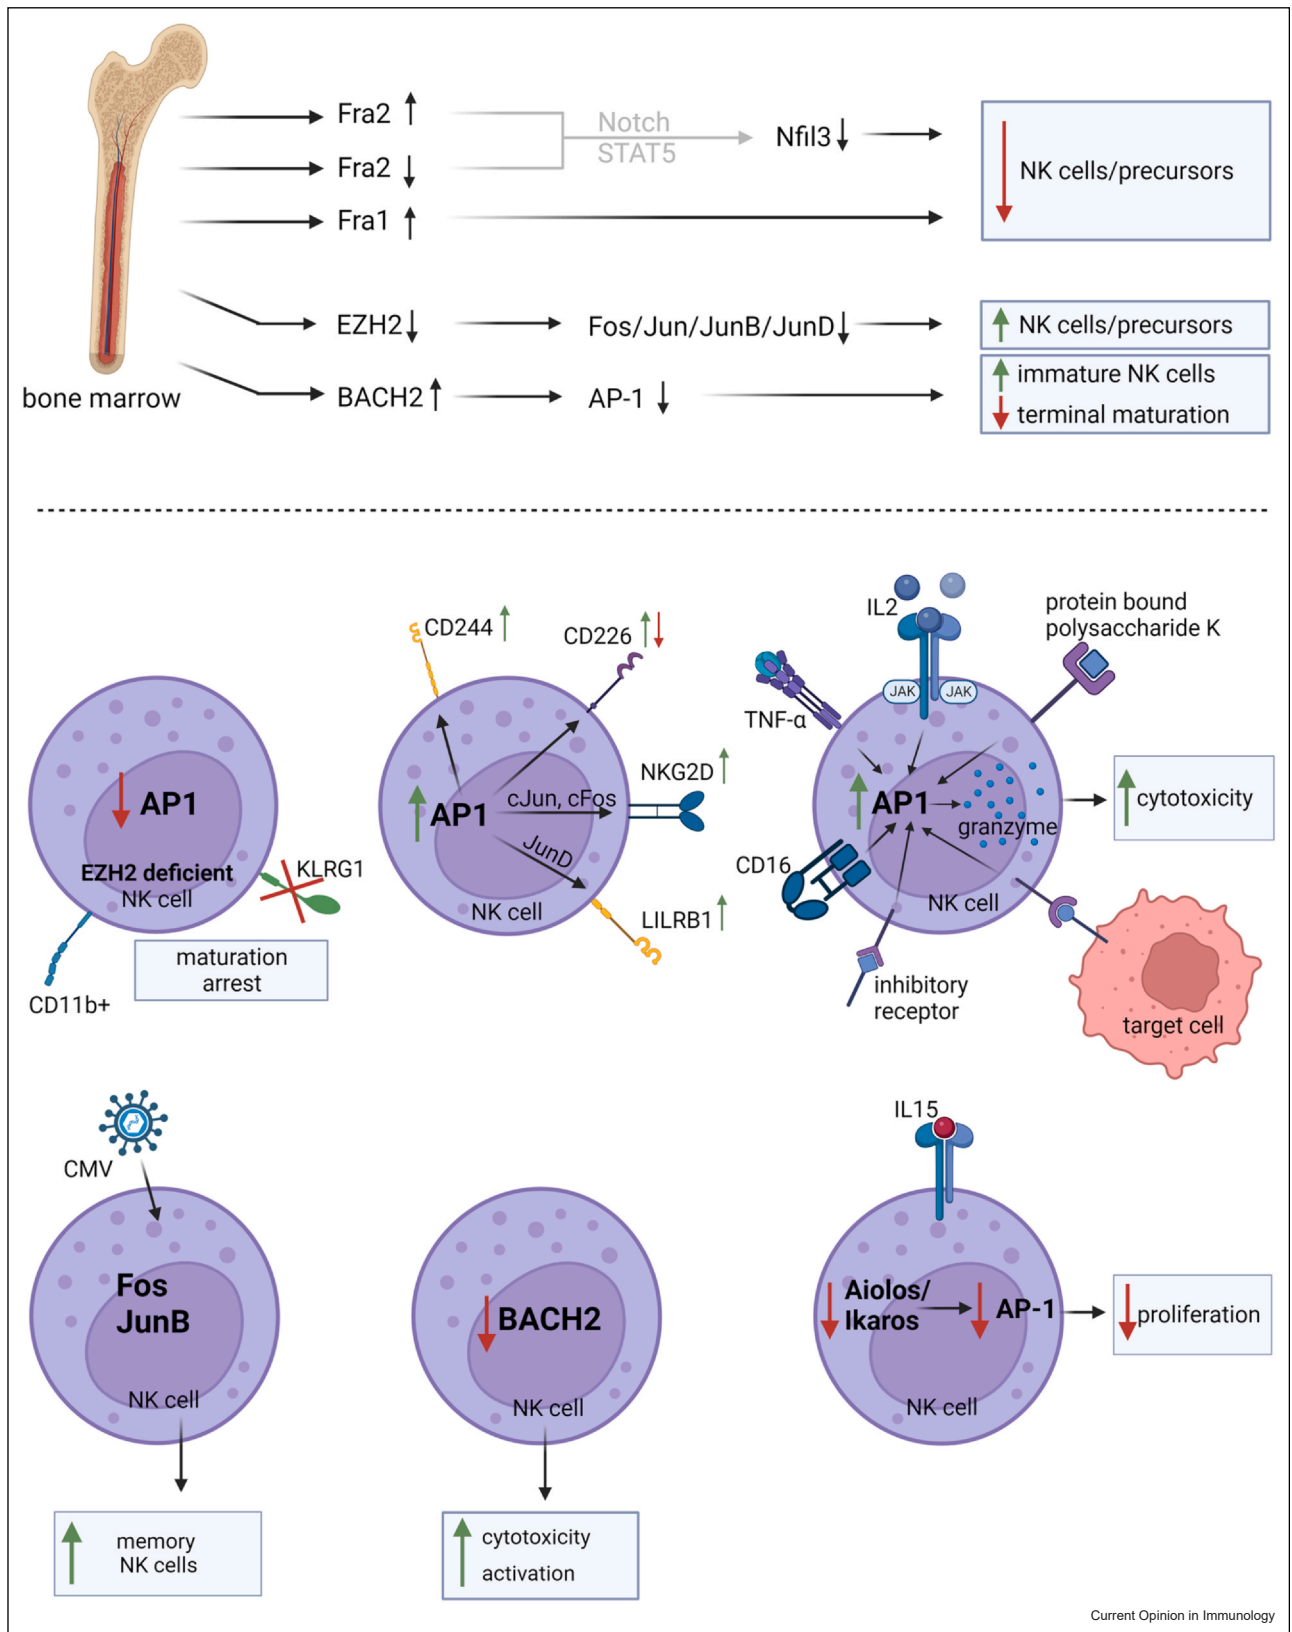 Fra2
Notch
STAT5
Nfil3
Fra2
Fra1
NK cells/precursors
EZH2
Fos/Jun/JunB/JunD
NK cells/precursors
bone marrow
BACH2
AP-1
immature NK cells
terminal maturation
AP1
EZH2 deficient
NK cell
KLRG1
CD11b+
maturation
arrest
CD244
CD226
NKG2D
AP1
cJun, cFos
JunD
NK cell
LILRB1
IL2
protein bound
polysaccharide K
JAK
JAK
TNF-α
AP1
granzyme
cytotoxicity
CD16
NK cell
inhibitory
receptor
target cell
CMV
Fos
JunB
NK cell
memory
NK cells
BACH2
NK cell
cytotoxicity
activation
IL15
Aiolos/
Ikaros
AP-1
proliferation
NK cell
Current Opinion in Immunology